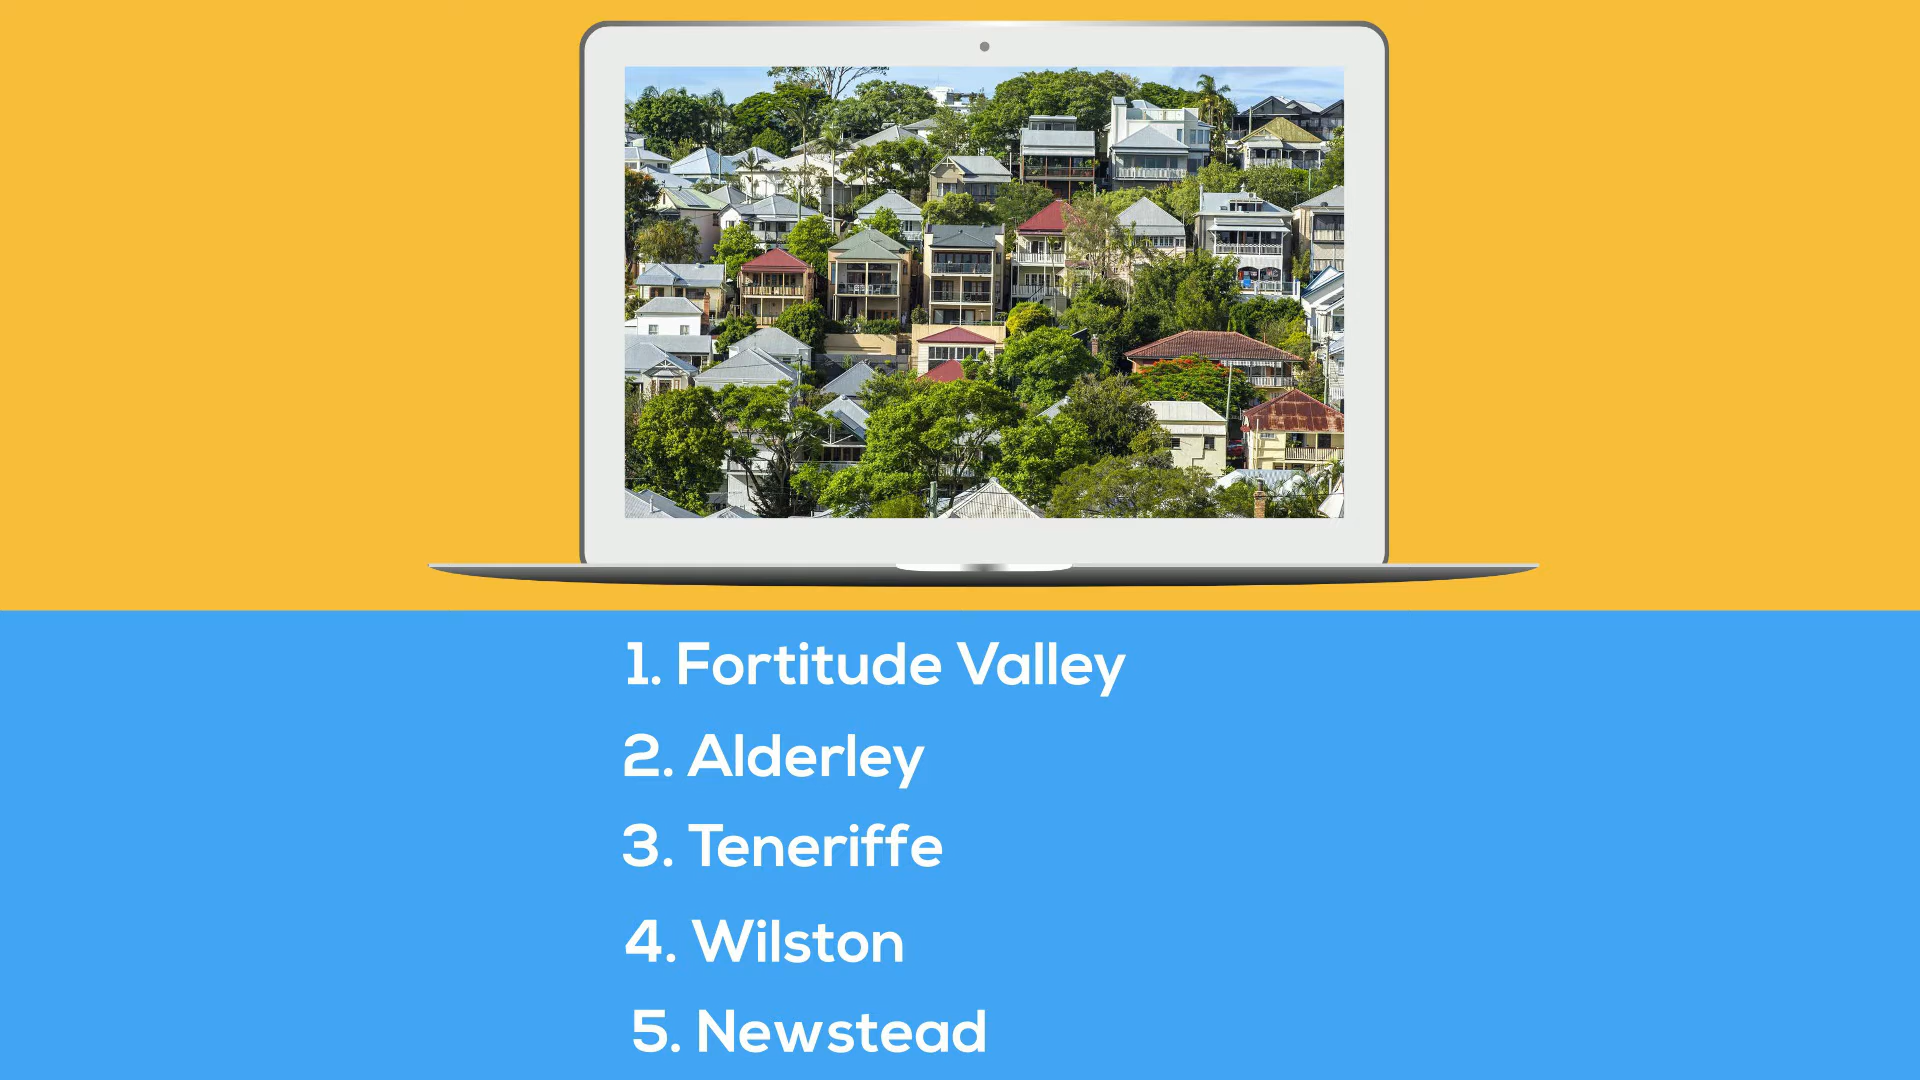 1. Fortitude Valley
2. Alderley
3. Teneriffe
4. Wilston
5. Newstead